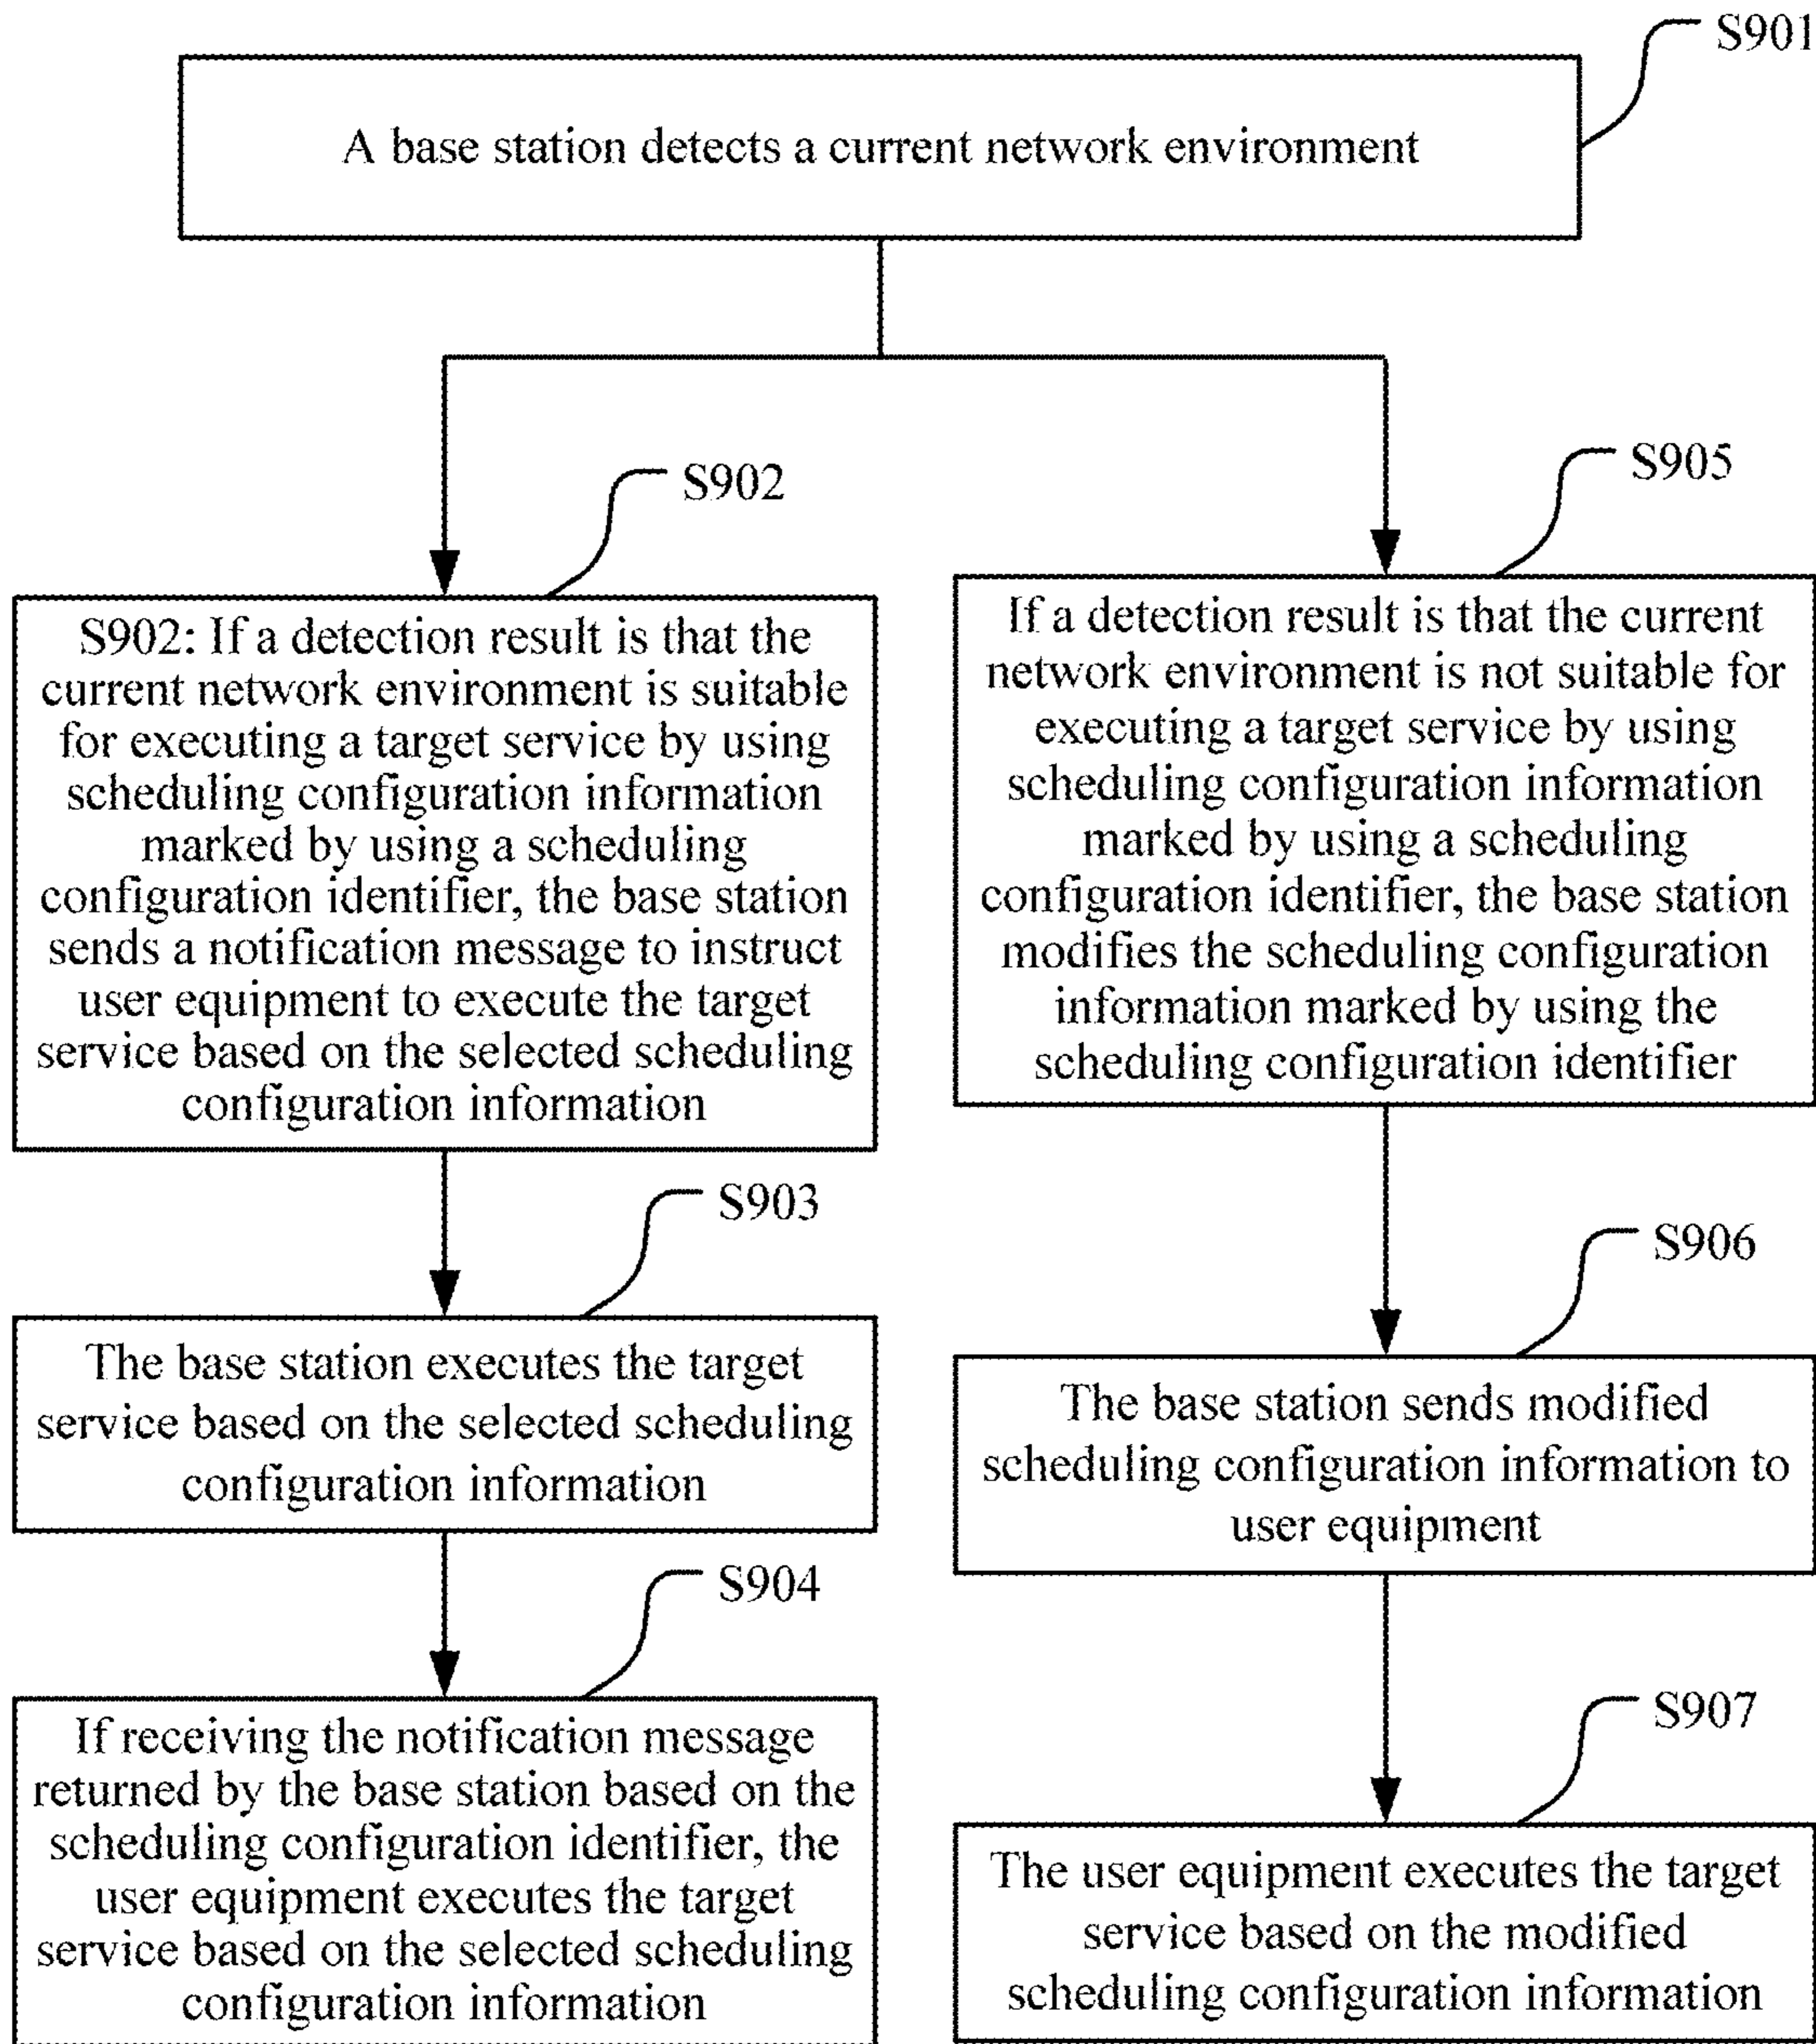 S901
A base station detects a current network environment
S902
S902: If a detection result is that the
current network environment is suitable
for executing a target service by using
scheduling configuration information
marked by using a scheduling
configuration identifier, the base station
sends a notification message to instruct
user equipment to execute the target
service based on the selected scheduling
configuration information
S903
The base station executes the target
service based on the selected scheduling
configuration information
S904
If receiving the notification message
returned by the base station based on the
scheduling configuration identifier, the
user equipment executes the target
service based on the selected scheduling
configuration information
S905
If a detection result is that the current
network environment is not suitable for
executing a target service by using
scheduling configuration information
marked by using a scheduling
configuration identifier, the base station
modifies the scheduling configuration
information marked by using the
scheduling configuration identifier
S906
The base station sends modified
scheduling configuration information to
user equipment
S907
The user equipment executes the target
service based on the modified
scheduling configuration information